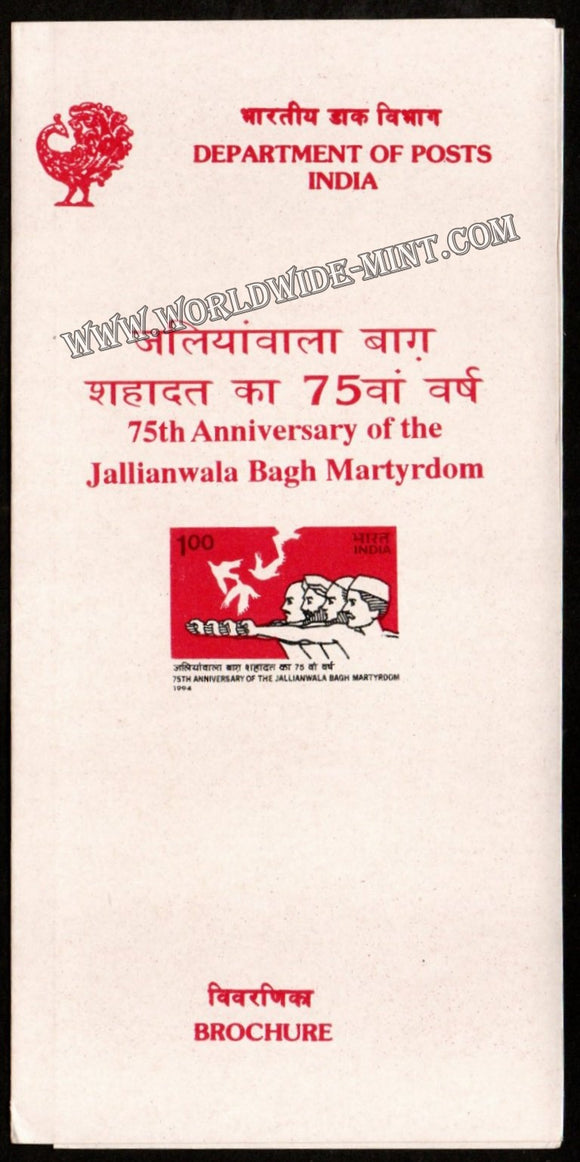 भारतीय डाक विभाग
DEPARTMENT OF POSTS
INDIA
WWW.WORLDWIDE-MINT.COM
जलियांवाला बाग़
शहादत का 75वां वर्ष
75th Anniversary of the
Jallianwala Bagh Martyrdom
1.00
भारत
INDIA
जलियांवाला बाग़ शहादत का 75 वां वर्ष
75TH ANNIVERSARY OF THE JALLIANWALA BAGH MARTYRDOM
1994
विवरणिका
BROCHURE